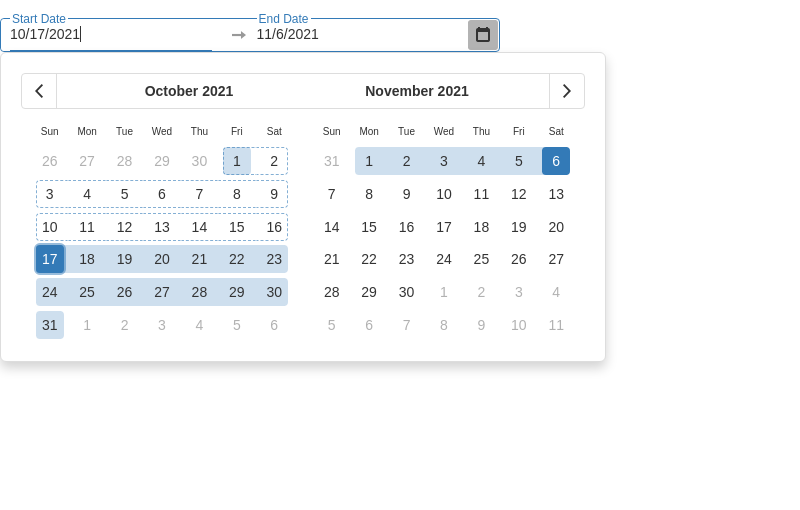 Start Date End Date
10/17/2021 11/6/2021
October 2021 November 2021
Sun Mon Tue Wed Thu Fri Sat Sun Mon Tue Wed Thu Fri Sat
26 27 28 29 30 1 2 31 1 2 3 4 5 6
3 4 5 6 7 8 9 7 8 9 10 11 12 13
10 11 12 13 14 15 16 14 15 16 17 18 19 20
17 18 19 20 21 22 23 21 22 23 24 25 26 27
24 25 26 27 28 29 30 28 29 30 1 2 3 4
31 1 2 3 4 5 6 5 6 7 8 9 10 11